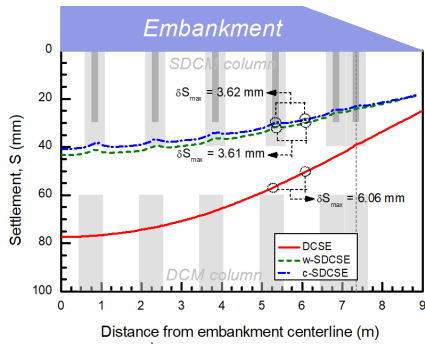 Embankment
0
SDCM column
δSmax = 3.62 mm
20
40
δSmax = 3.61 mm
60
δSmax = 6.06 mm
80
DCSE
w-SDCSE
c-SDCSE
DCM column
100
0 1 2 3 4 5 6 7 8 9
Settlement, S (mm)
Distance from embankment centerline (m)